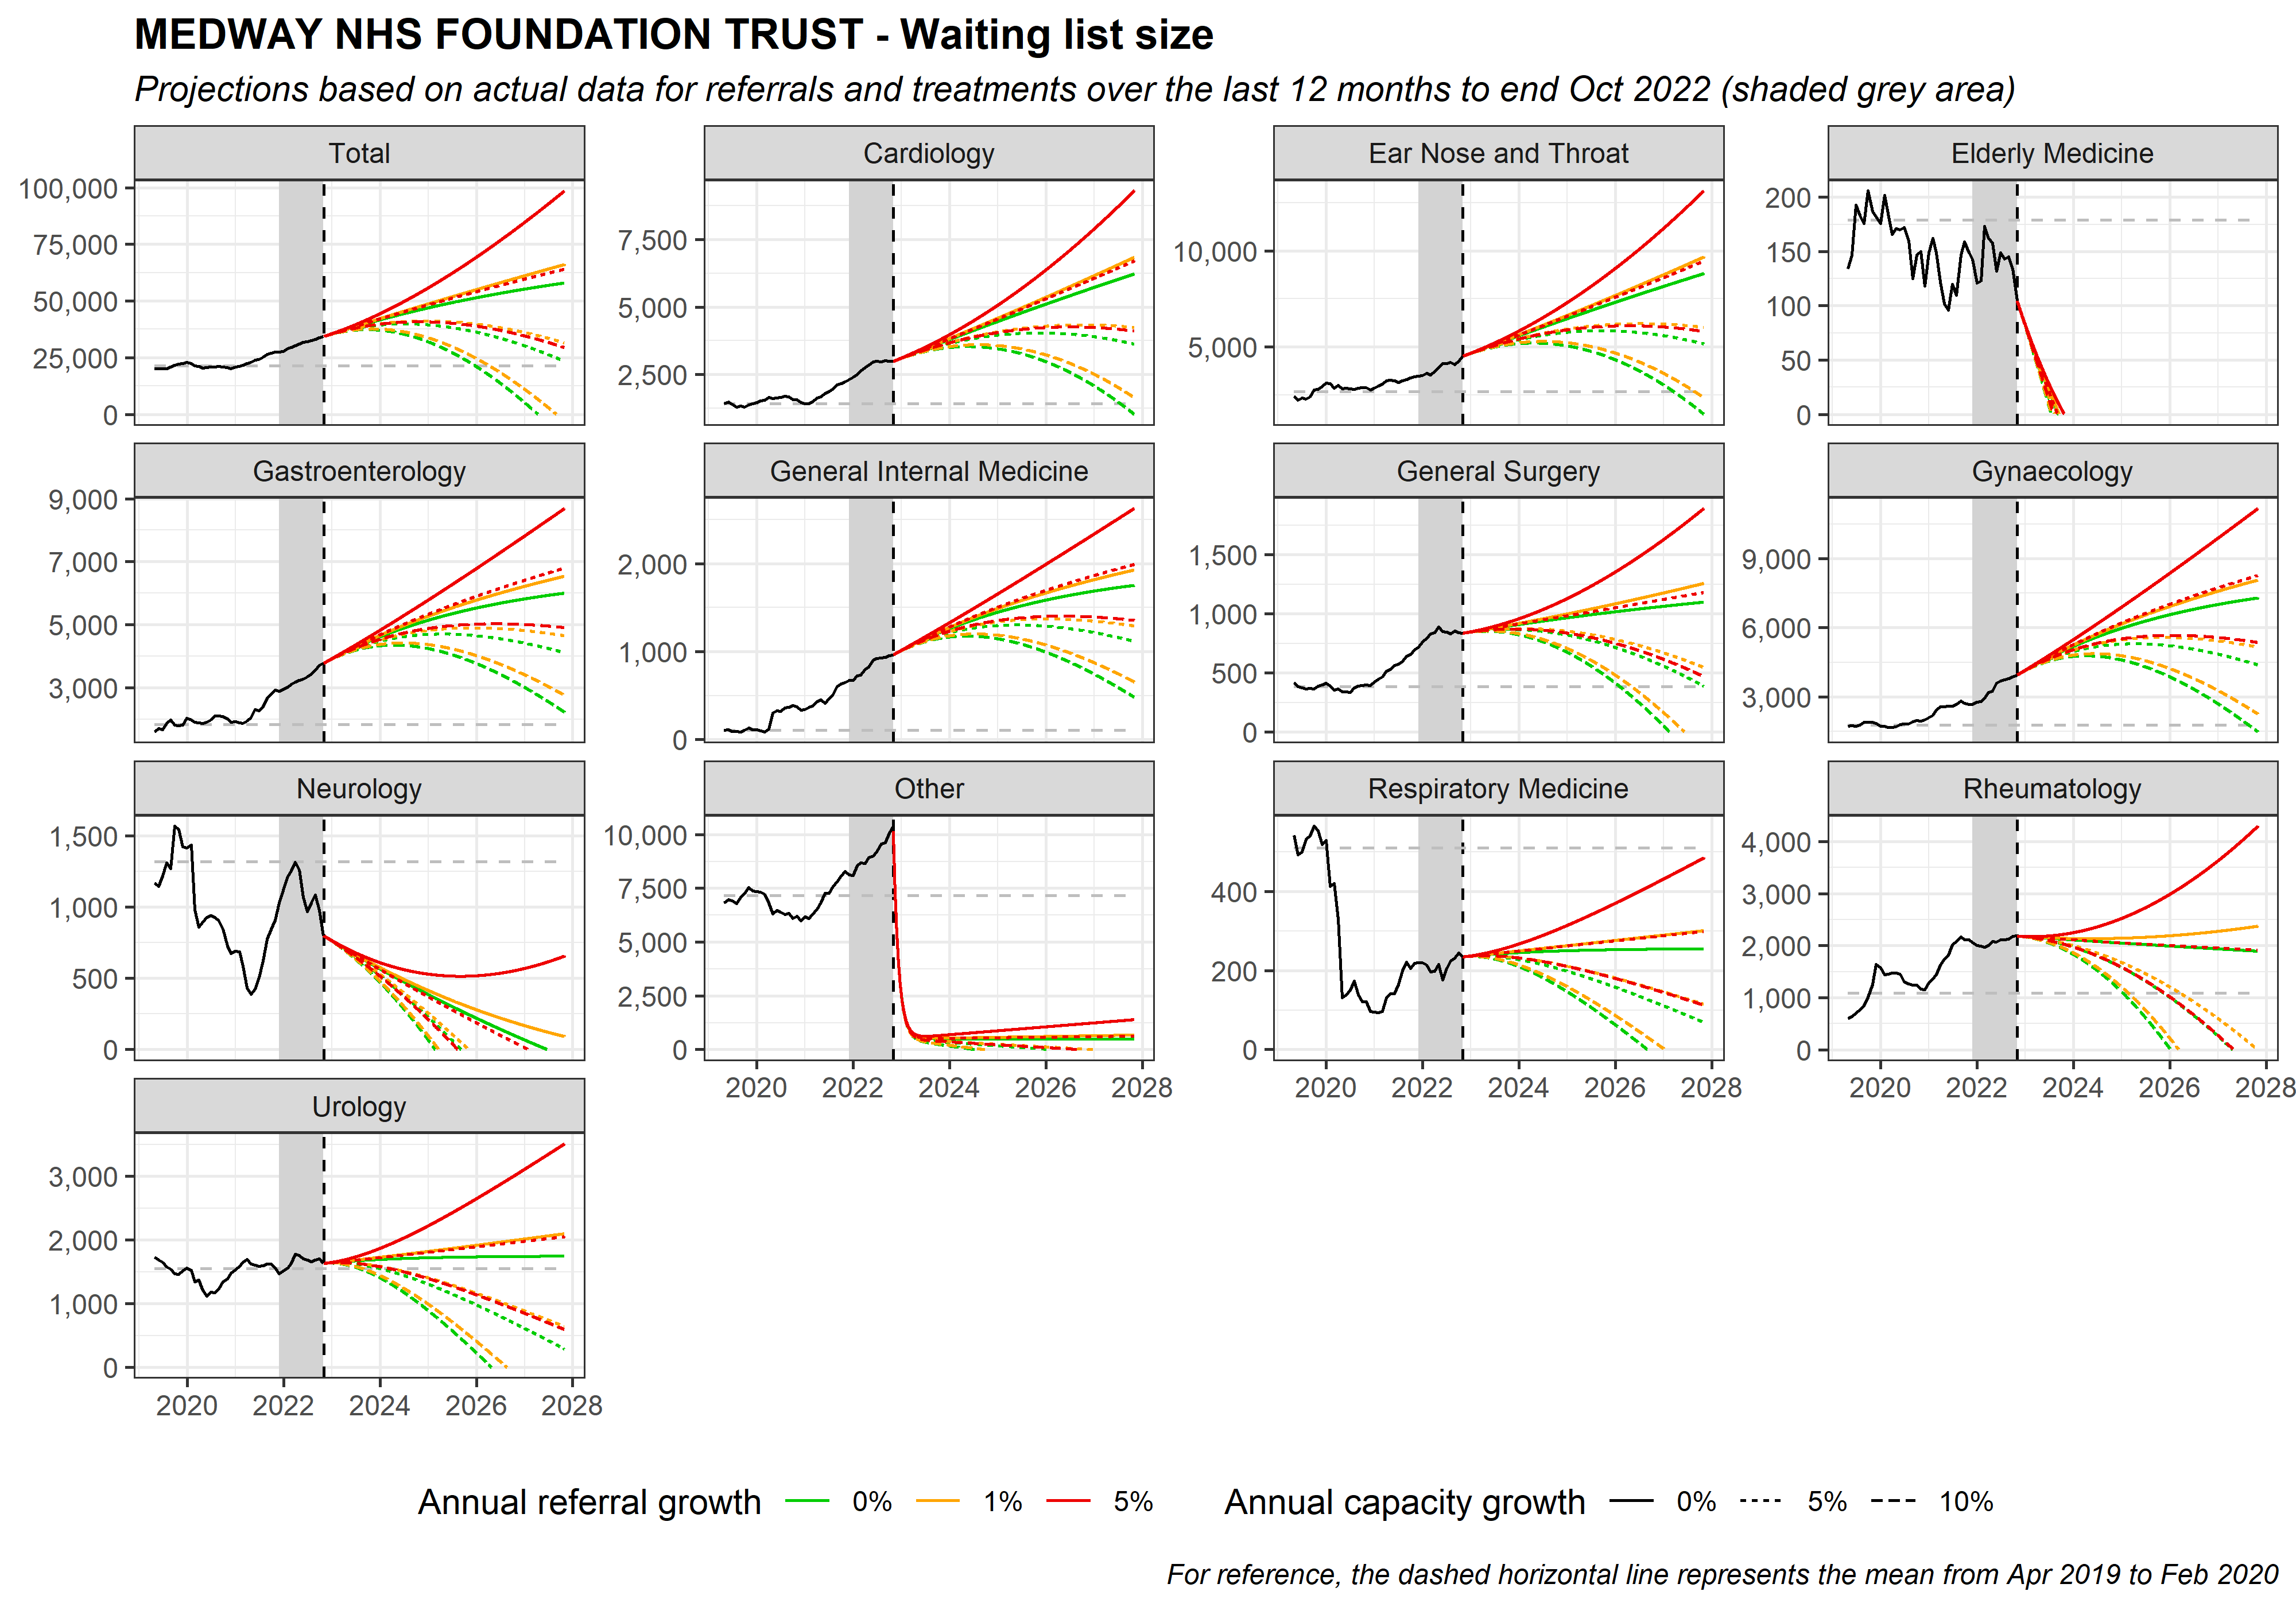 MEDWAY NHS FOUNDATION TRUST - Waiting list size
Projections based on actual data for referrals and treatments over the last 12 months to end Oct 2022 (shaded grey area)
Total
100,000
75,000
50,000
25,000
0
Cardiology
7,500
5,000
2,500
Ear Nose and Throat
10,000
5,000
Elderly Medicine
200
150
100
50
0
Gastroenterology
9,000
7,000
5,000
3,000
General Internal Medicine
2,000
1,000
0
General Surgery
1,500
1,000
500
0
Gynaecology
9,000
6,000
3,000
Neurology
1,500
1,000
500
0
Other
10,000
7,500
5,000
2,500
0
2020 2022 2024 2026 2028
Respiratory Medicine
400
200
0
2020 2022 2024 2026 2028
Rheumatology
4,000
3,000
2,000
1,000
0
2020 2022 2024 2026 2028
Urology
3,000
2,000
1,000
0
2020 2022 2024 2026 2028
Annual referral growth 0% 1% 5% Annual capacity growth 0% 5% 10%
For reference, the dashed horizontal line represents the mean from Apr 2019 to Feb 2020